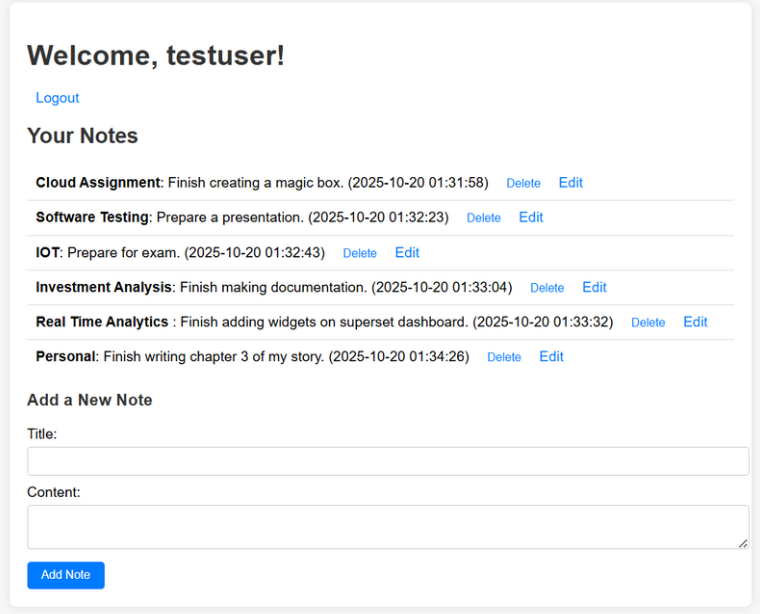 Welcome, testuser!
Logout
Your Notes
Cloud Assignment: Finish creating a magic box. (2025-10-20 01:31:58) Delete Edit
Software Testing: Prepare a presentation. (2025-10-20 01:32:23) Delete Edit
IOT: Prepare for exam. (2025-10-20 01:32:43) Delete Edit
Investment Analysis: Finish making documentation. (2025-10-20 01:33:04) Delete Edit
Real Time Analytics : Finish adding widgets on superset dashboard. (2025-10-20 01:33:32) Delete Edit
Personal: Finish writing chapter 3 of my story. (2025-10-20 01:34:26) Delete Edit
Add a New Note
Title:
Content:
Add Note